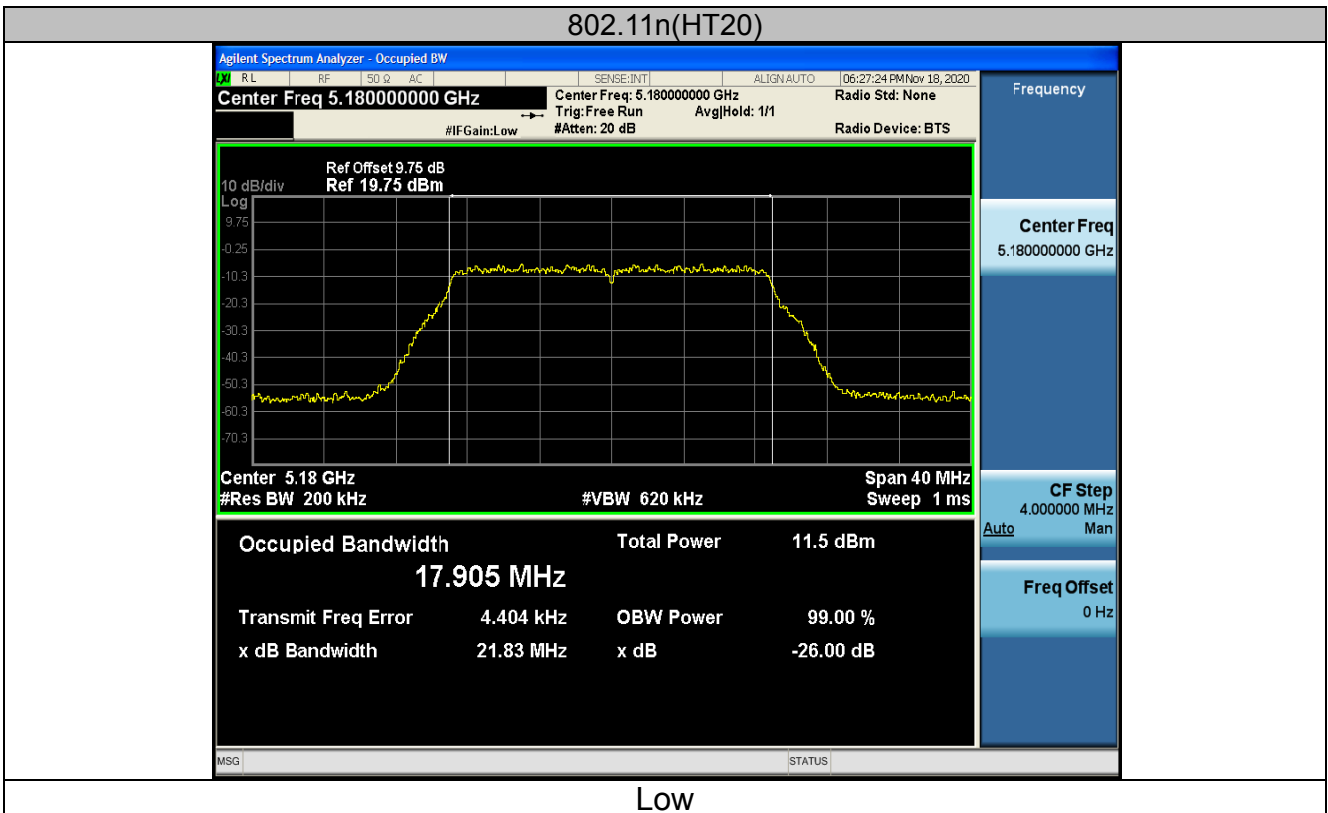 802.11n(HT20)
Agilent Spectrum Analyzer - Occupied BW
LXI RL RF 50 Ω AC SENSE:INT ALIGN AUTO 06:27:24 PM Nov 18, 2020
Center Freq 5.180000000 GHz Center Freq: 5.180000000 GHz Radio Std: None Frequency
Trig: Free Run Avg|Hold: 1/1
#IFGain:Low #Atten: 20 dB Radio Device: BTS
Ref Offset 9.75 dB
10 dB/div Ref 19.75 dBm
Log
9.75
-0.25
-10.3
-20.3
-30.3
-40.3
-50.3
-60.3
-70.3
Center Freq
5.180000000 GHz
Center 5.18 GHz Span 40 MHz
#Res BW 200 kHz #VBW 620 kHz Sweep 1 ms
CF Step
4.000000 MHz
Auto Man
Occupied Bandwidth Total Power 11.5 dBm
17.905 MHz
Transmit Freq Error 4.404 kHz OBW Power 99.00 %
x dB Bandwidth 21.83 MHz x dB -26.00 dB
Freq Offset
0 Hz
MSG STATUS
Low